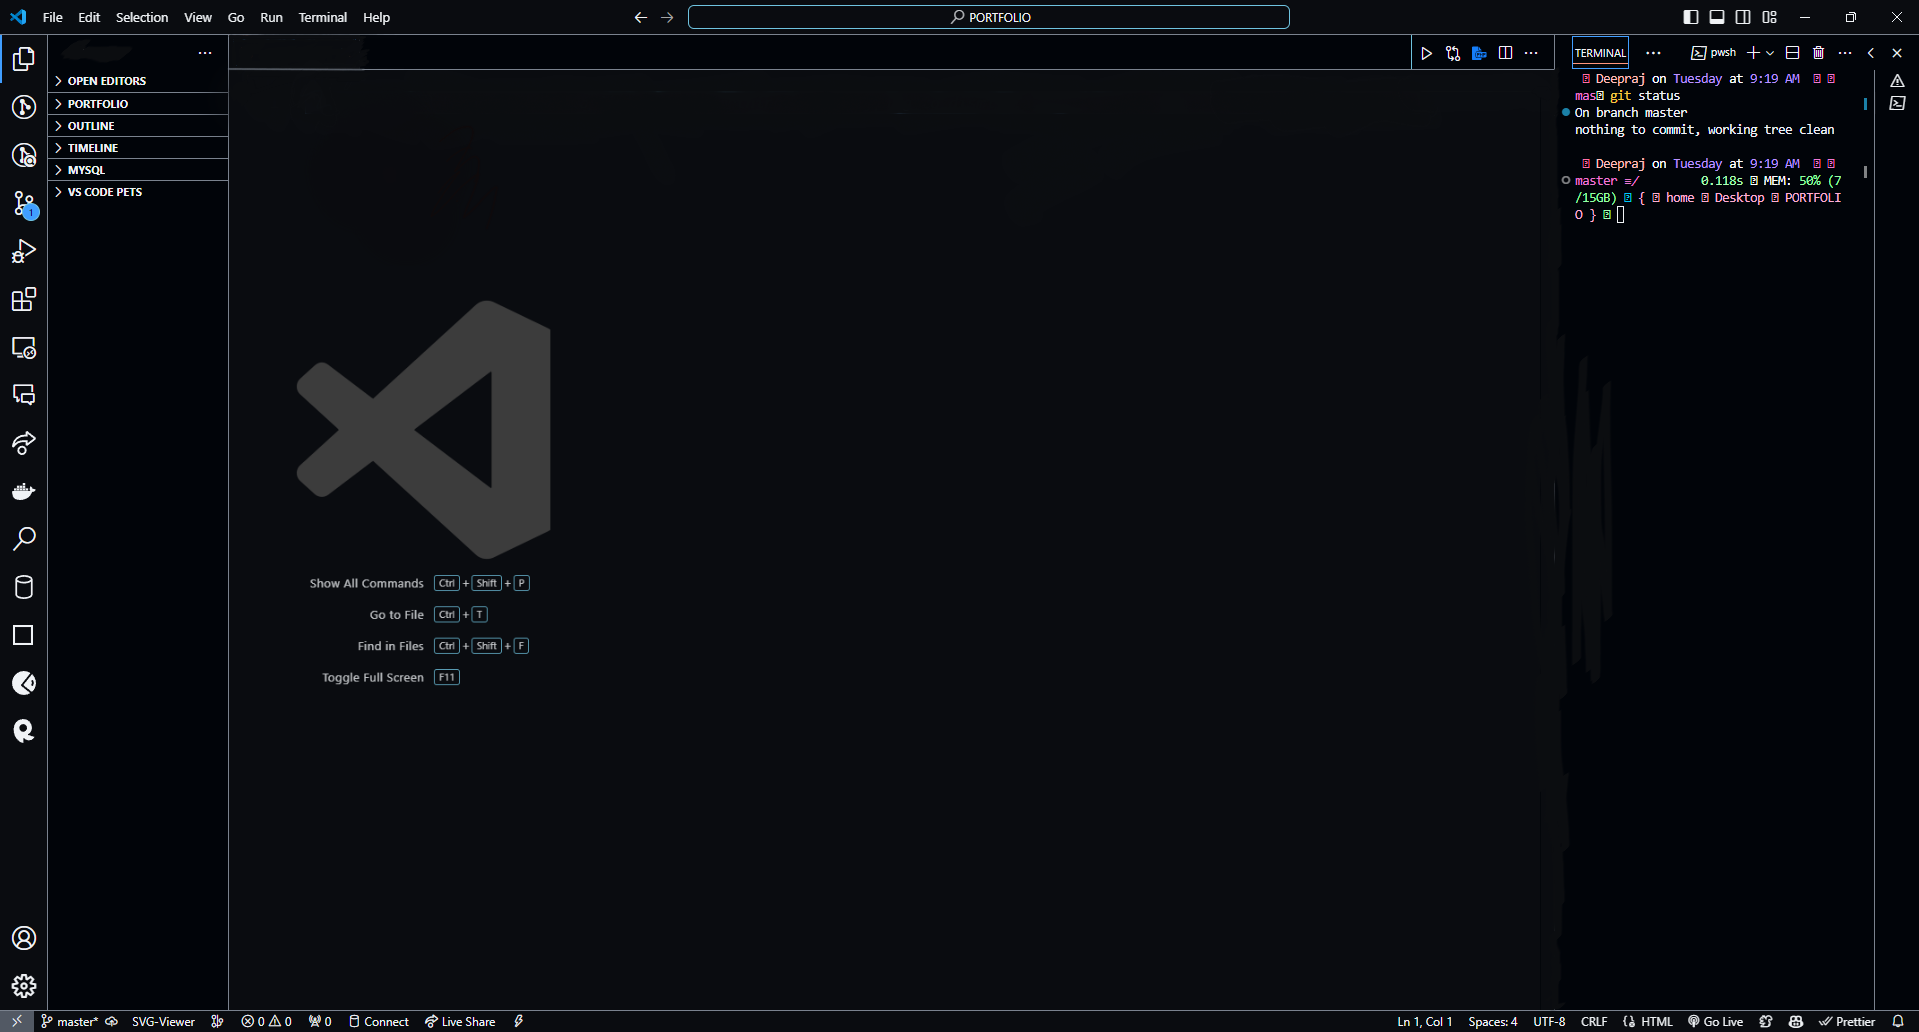 File Edit Selection View Go Run Terminal Help
PORTFOLIO
OPEN EDITORS
PORTFOLIO
OUTLINE
TIMELINE
MYSQL
VS CODE PETS
1
Show All Commands Ctrl + Shift + P
Go to File Ctrl + T
Find in Files Ctrl + Shift + F
Toggle Full Screen F11
TERMINAL
pwsh
Deepraj on Tuesday at 9:19 AM
mas git status
On branch master
nothing to commit, working tree clean
Deepraj on Tuesday at 9:19 AM
master ≡/ 0.118s MEM: 50% (7
/15GB) { home Desktop PORTFOLI
O }
master* SVG-Viewer 0 0 0 Connect Live Share
Ln 1, Col 1 Spaces: 4 UTF-8 CRLF HTML Go Live Prettier